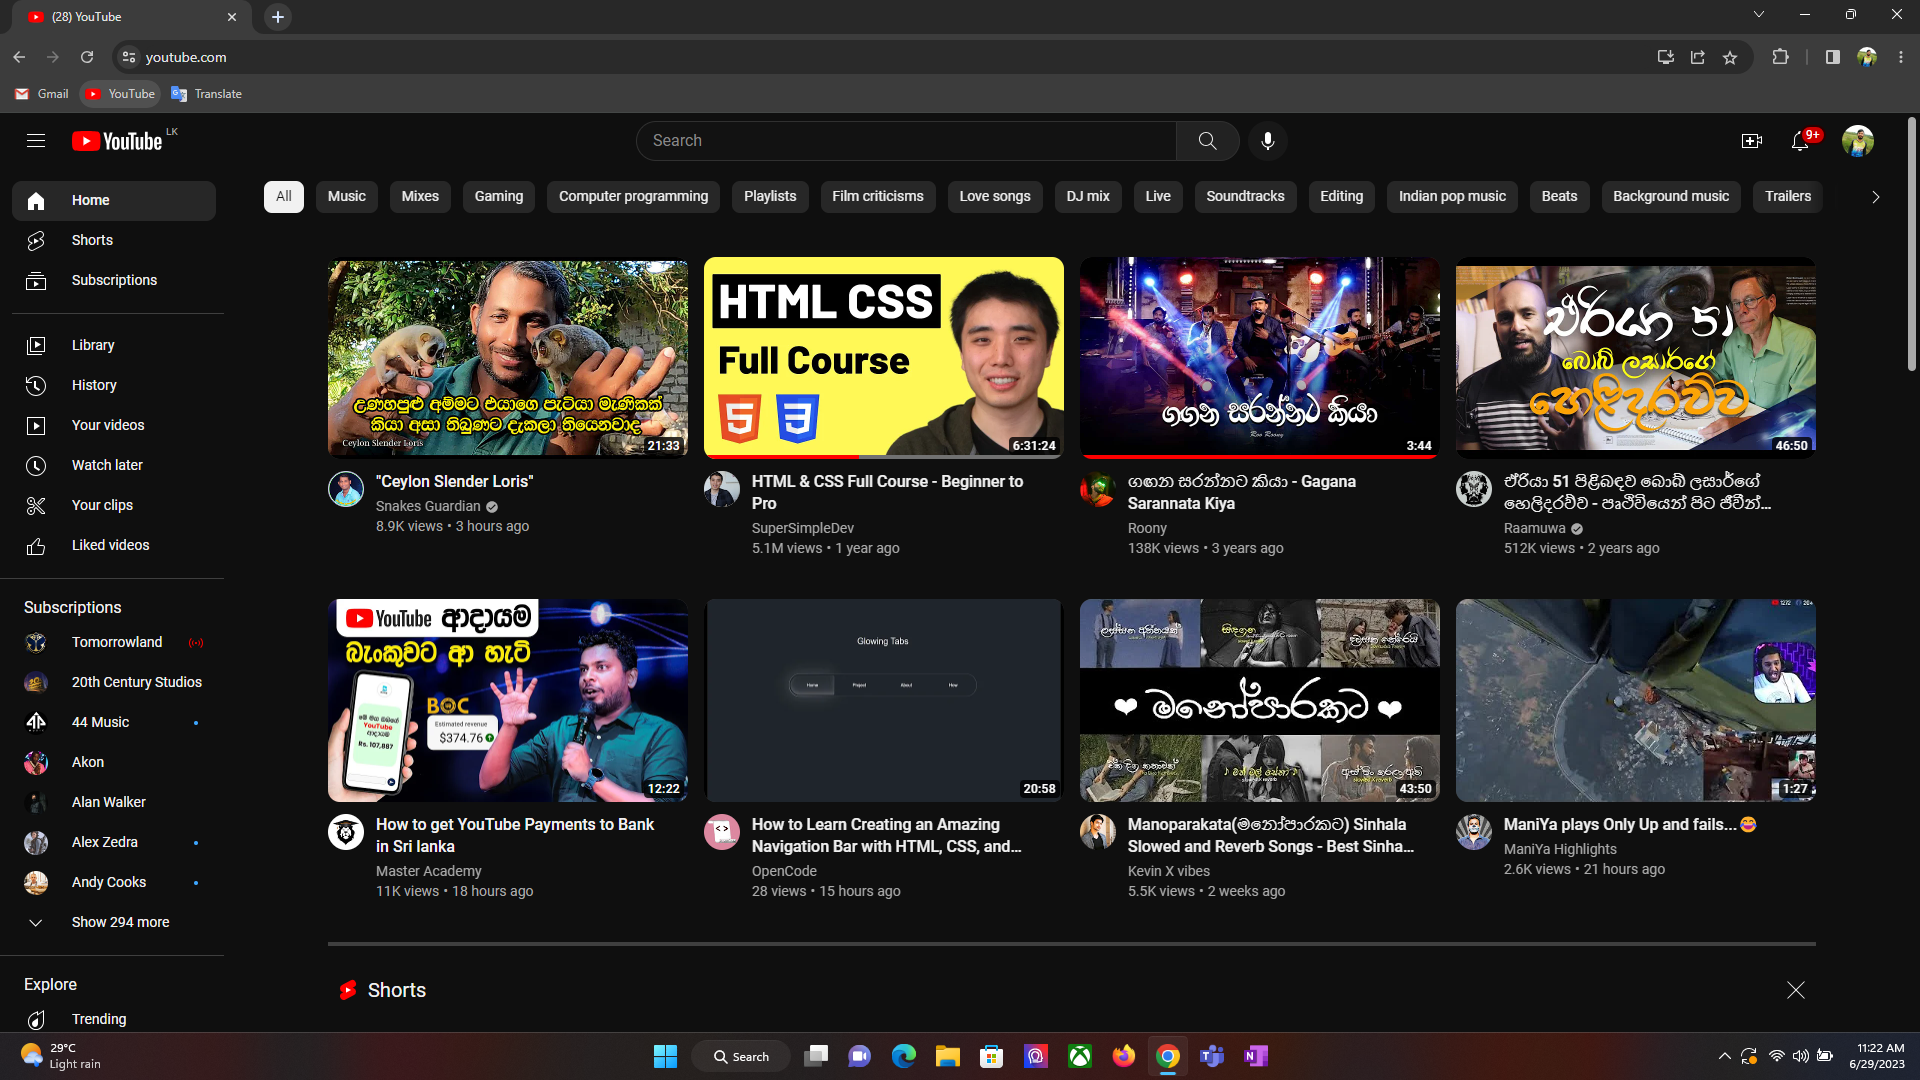 (28) YouTube
youtube.com
Gmail
YouTube
Translate
YouTube LK
Search
9+
Home
Shorts
Subscriptions
Library
History
Your videos
Watch later
Your clips
Liked videos
Subscriptions
Tomorrowland
20th Century Studios
44 Music
Akon
Alan Walker
Alex Zedra
Andy Cooks
Show 294 more
Explore
Trending
All
Music
Mixes
Gaming
Computer programming
Playlists
Film criticisms
Love songs
DJ mix
Live
Soundtracks
Editing
Indian pop music
Beats
Background music
Trailers
උණහපුළු අම්මට එයාගෙ පැටියා මැණිකක්
කියා අසා තිබුණට දැකලා තියෙනවාද
Ceylon Slender Loris
21:33
"Ceylon Slender Loris"
Snakes Guardian
8.9K views • 3 hours ago
HTML CSS
Full Course
5 3
6:31:24
HTML & CSS Full Course - Beginner to
Pro
SuperSimpleDev
5.1M views • 1 year ago
ගගන සරන්නට කියා
3:44
ගඟන සරන්නට කියා - Gagana
Sarannata Kiya
Roony
138K views • 3 years ago
ඒරියා 51
බොබ් ලසාර්ගේ
හෙළිදරව්ව
46:50
ඒරියා 51 පිළිබඳව බොබ් ලසාර්ගේ
හෙලිදරව්ව - පෘථිවියෙන් පිට ජීවීන්...
Raamuwa
512K views • 2 years ago
YouTube ආදායම
බැංකුවට ආ හැටි
BOC
Estimated revenue
$374.76
YouTube
ආදායම
Rs. 107,887
12:22
How to get YouTube Payments to Bank
in Sri lanka
Master Academy
11K views • 18 hours ago
Glowing Tabs
Home
Project
About
How
20:58
How to Learn Creating an Amazing
Navigation Bar with HTML, CSS, and...
OpenCode
28 views • 15 hours ago
❤ මනෝපාරකට ❤
43:50
Manoparakata(මනෝපාරකට) Sinhala
Slowed and Reverb Songs - Best Sinha...
Kevin X vibes
5.5K views • 2 weeks ago
1272
204
1:27
ManiYa plays Only Up and fails...😂
ManiYa Highlights
2.6K views • 21 hours ago
Shorts
29°C
Light rain
Search
11:22 AM
6/29/2023